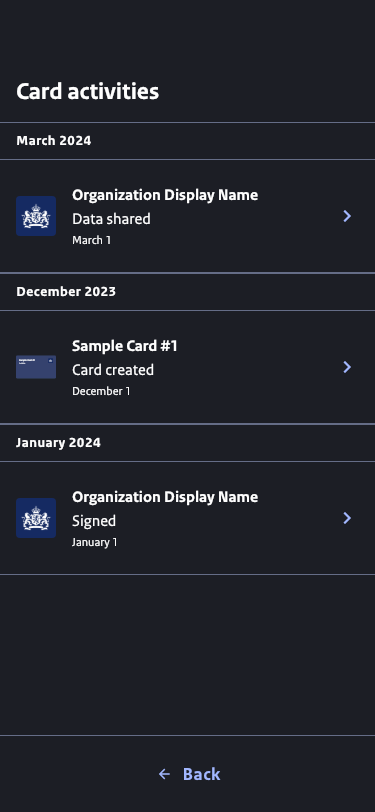 Card activities
March 2024
Organization Display Name
Data shared
March 1
December 2023
Sample Card #1
Card created
December 1
January 2024
Organization Display Name
Signed
January 1
Back